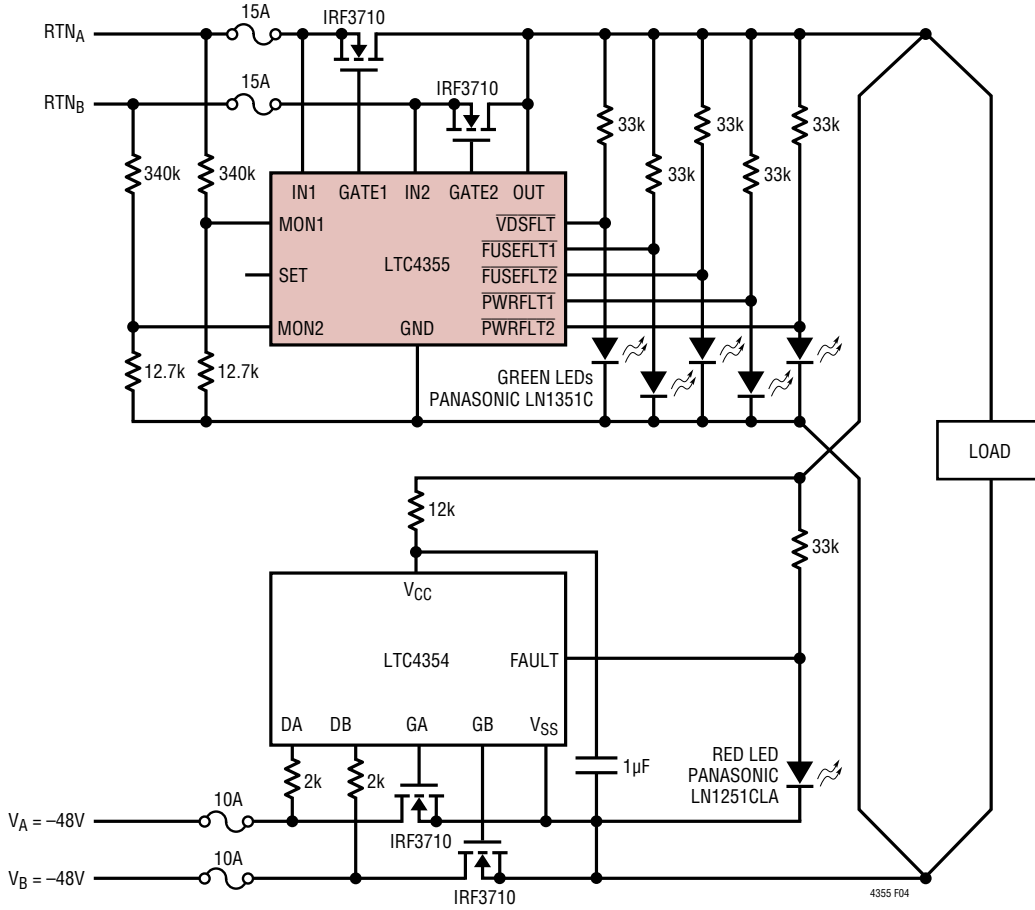 15A
IRF3710
RTNA
15A
IRF3710
RTNB
33k
33k
33k
340k
340k
33k
33k
IN1 GATE1 IN2 GATE2 OUT
MON1
VDSFLT
FUSEFLT1
LTC4355
SET
FUSEFLT2
PWRFLT1
MON2
GND
PWRFLT2
12.7k
12.7k
GREEN LEDs
PANASONIC LN1351C
LOAD
12k
33k
VCC
LTC4354
FAULT
DA DB GA GB VSS
2k
2k
1µF
RED LED
PANASONIC
LN1251CLA
10A
VA = –48V
IRF3710
10A
VB = –48V
IRF3710
4355 F04